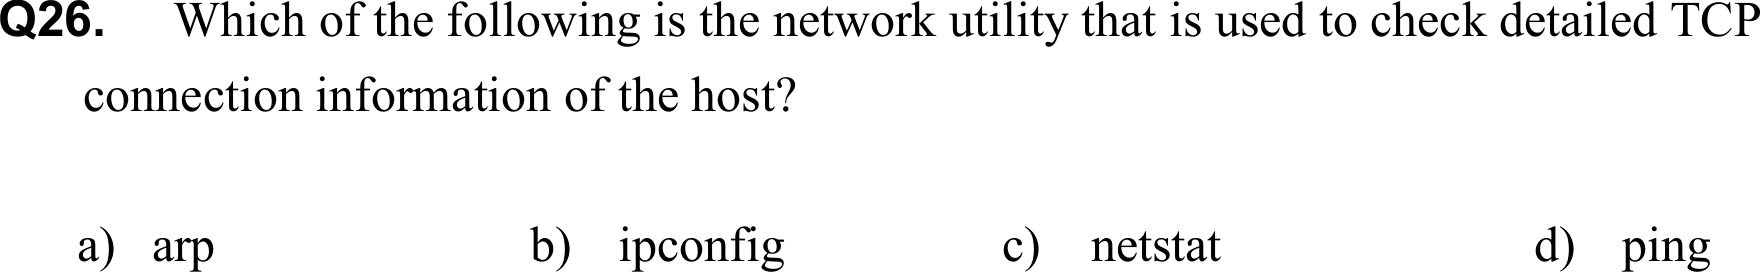 Q26. Which of the following is the network utility that is used to check detailed TCP
connection information of the host?
a) arp b) ipconfig c) netstat d) ping